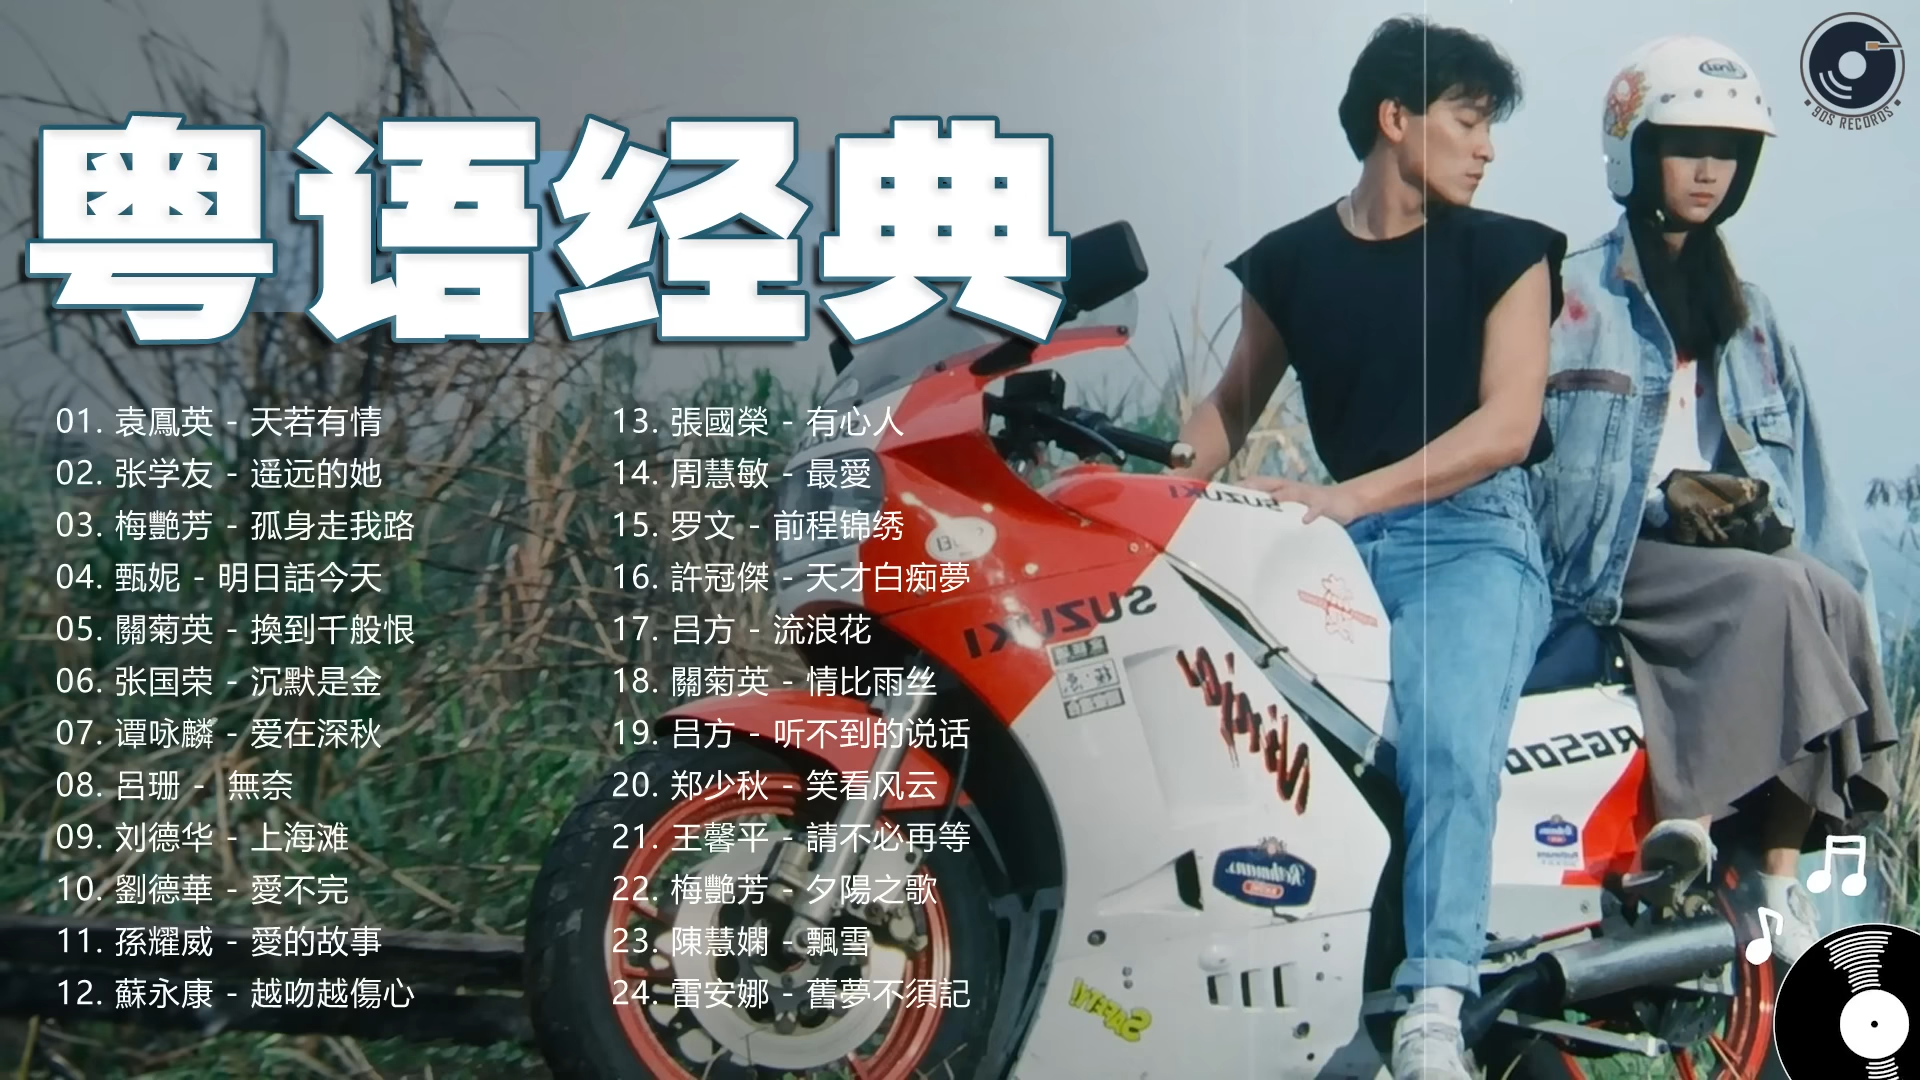 粤语经典
01. 袁鳳英 - 天若有情
02. 张学友 - 遥远的她
03. 梅艷芳 - 孤身走我路
04. 甄妮 - 明日話今天
05. 關菊英 - 換到千般恨
06. 张国荣 - 沉默是金
07. 谭咏麟 - 爱在深秋
08. 呂珊 - 無奈
09. 刘德华 - 上海滩
10. 劉德華 - 愛不完
11. 孫耀威 - 愛的故事
12. 蘇永康 - 越吻越傷心
13. 張國榮 - 有心人
14. 周慧敏 - 最愛
15. 罗文 - 前程锦绣
16. 許冠傑 - 天才白痴夢
17. 吕方 - 流浪花
18. 關菊英 - 情比雨丝
19. 吕方 - 听不到的说话
20. 郑少秋 - 笑看风云
21. 王馨平 - 請不必再等
22. 梅艷芳 - 夕陽之歌
23. 陳慧嫻 - 飄雪
24. 雷安娜 - 舊夢不須記
90S RECORDS
SUZUKI
SUZUKI
SUZUKI
RG500
Rothmans